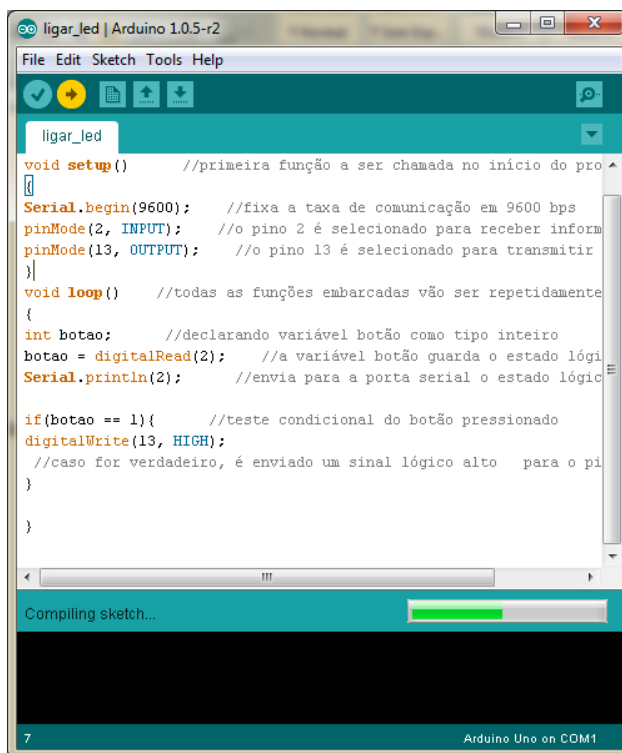 ligar_led | Arduino 1.0.5-r2
File Edit Sketch Tools Help
ligar_led
void setup() //primeira função a ser chamada no início do pro
{
Serial.begin(9600); //fixa a taxa de comunicação em 9600 bps
pinMode(2, INPUT); //o pino 2 é selecionado para receber inform
pinMode(13, OUTPUT); //o pino 13 é selecionado para transmitir
}
void loop() //todas as funções embarcadas vão ser repetidamente
{
int botao; //declarando variável botão como tipo inteiro
botao = digitalRead(2); //a variável botão guarda o estado lógi
Serial.println(2); //envia para a porta serial o estado lógic
if(botao == 1){ //teste condicional do botão pressionado
digitalWrite(13, HIGH);
//caso for verdadeiro, é enviado um sinal lógico alto para o pi
}
}
Compiling sketch...
7 Arduino Uno on COM1